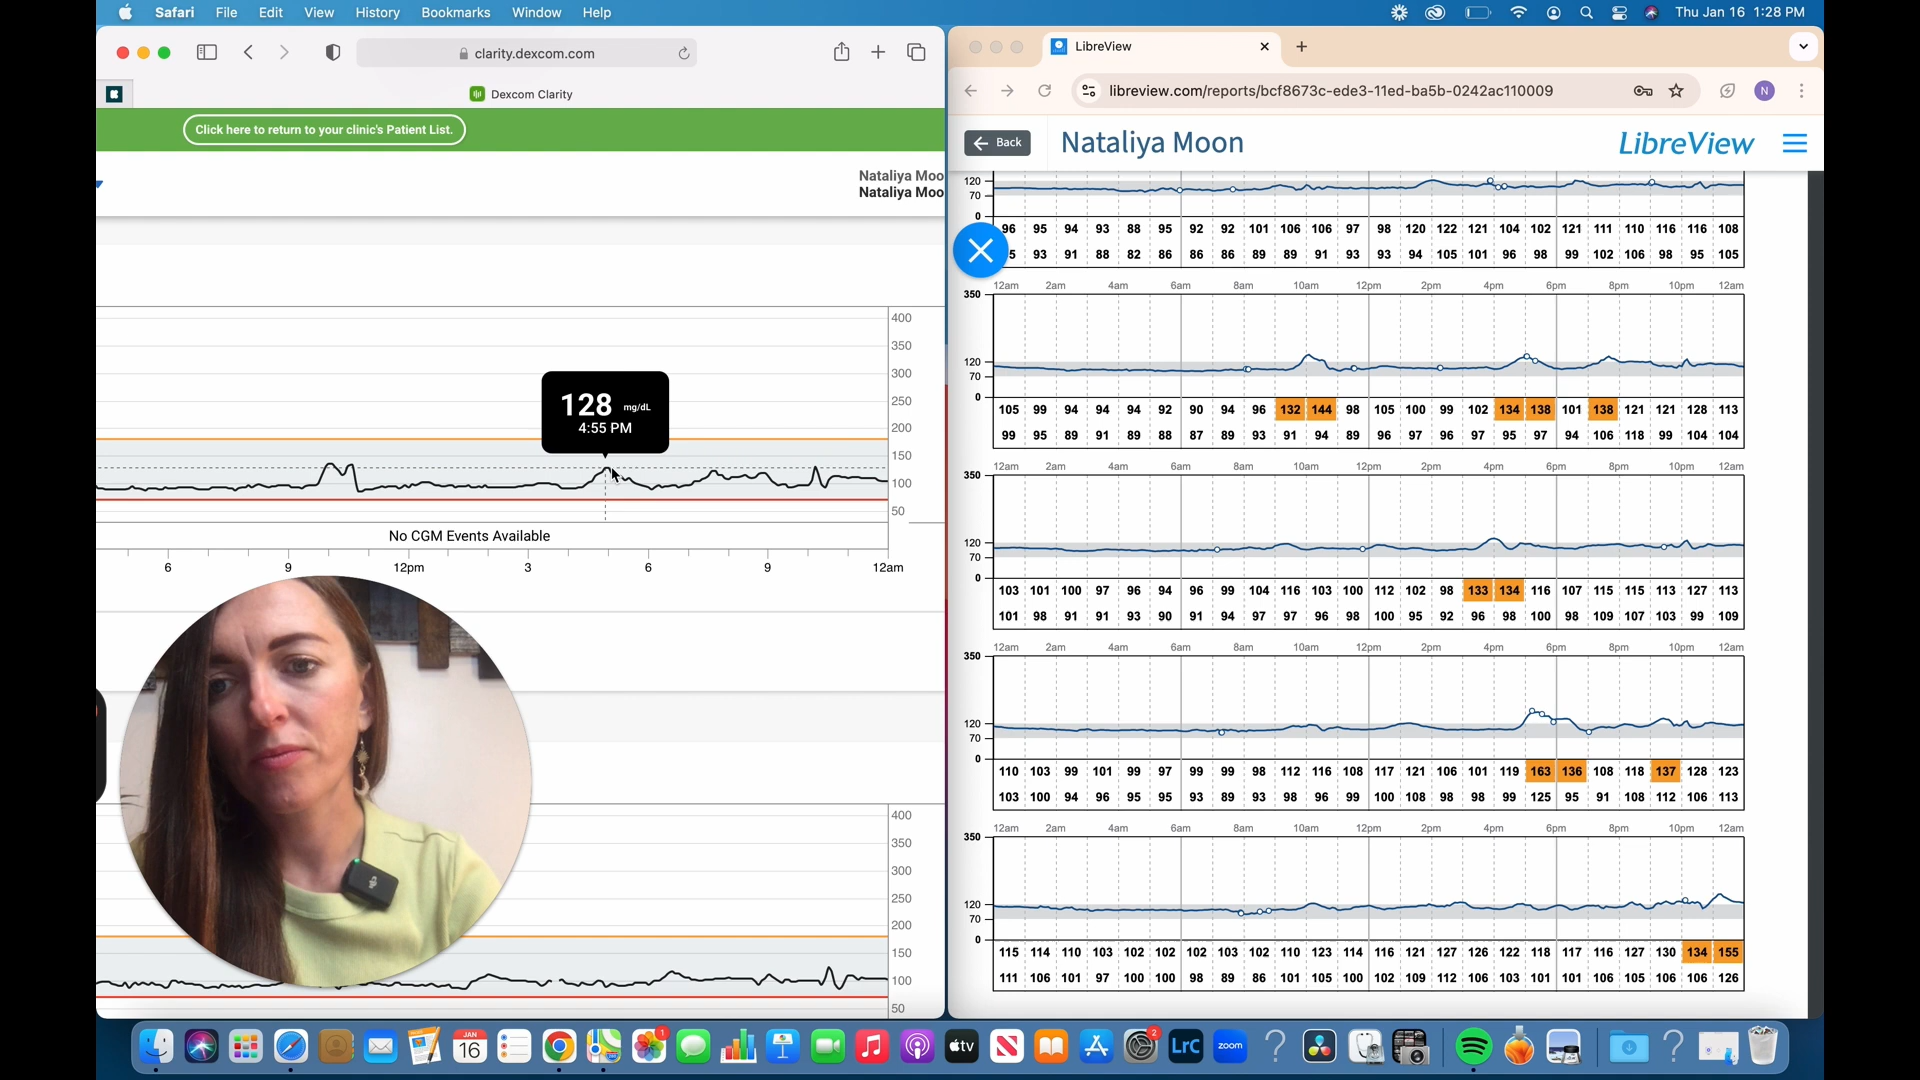 Safari File Edit View History Bookmarks Window Help
Thu Jan 16 1:28 PM
clarity.dexcom.com
Dexcom Clarity
Click here to return to your clinic's Patient List.
Nataliya Moo
Nataliya Moo
400
350
300
250
200
150
100
50
128 mg/dL
4:55 PM
No CGM Events Available
6 9 12pm 3 6 9 12am
400
350
300
250
200
150
100
50
LibreView
libreview.com/reports/bcf8673c-ede3-11ed-ba5b-0242ac110009
N
Back
Nataliya Moon
LibreView
120
70
0
96 95 94 93 88 95 92 92 101 106 106 97 98 120 122 121 104 102 121 111 110 116 116 108
5 93 91 88 82 86 86 86 89 89 91 93 93 94 105 101 96 98 99 102 106 98 95 105
12am 2am 4am 6am 8am 10am 12pm 2pm 4pm 6pm 8pm 10pm 12am
350
120
70
0
105 99 94 94 94 92 90 94 96 132 144 98 105 100 99 102 134 138 101 138 121 121 128 113
99 95 89 91 89 88 87 89 93 91 94 89 96 97 96 97 95 97 94 106 118 99 104 104
12am 2am 4am 6am 8am 10am 12pm 2pm 4pm 6pm 8pm 10pm 12am
350
120
70
0
103 101 100 97 96 94 96 99 104 116 103 100 112 102 98 133 134 116 107 115 115 113 127 113
101 98 91 91 93 90 91 94 97 97 96 98 100 95 92 96 98 100 98 109 107 103 99 109
12am 2am 4am 6am 8am 10am 12pm 2pm 4pm 6pm 8pm 10pm 12am
350
120
70
0
110 103 99 101 99 97 99 99 98 112 116 108 117 121 106 101 119 163 136 108 118 137 128 123
103 100 94 96 95 95 93 89 93 98 96 99 100 108 98 98 99 125 95 91 108 112 106 113
12am 2am 4am 6am 8am 10am 12pm 2pm 4pm 6pm 8pm 10pm 12am
350
120
70
0
115 114 110 103 102 102 102 103 102 110 123 114 116 121 127 126 122 118 117 116 127 130 134 155
111 106 101 97 100 100 98 89 86 101 105 100 102 109 112 106 103 101 101 106 105 106 106 126
JAN
16
1
tv
2
LrC
zoom